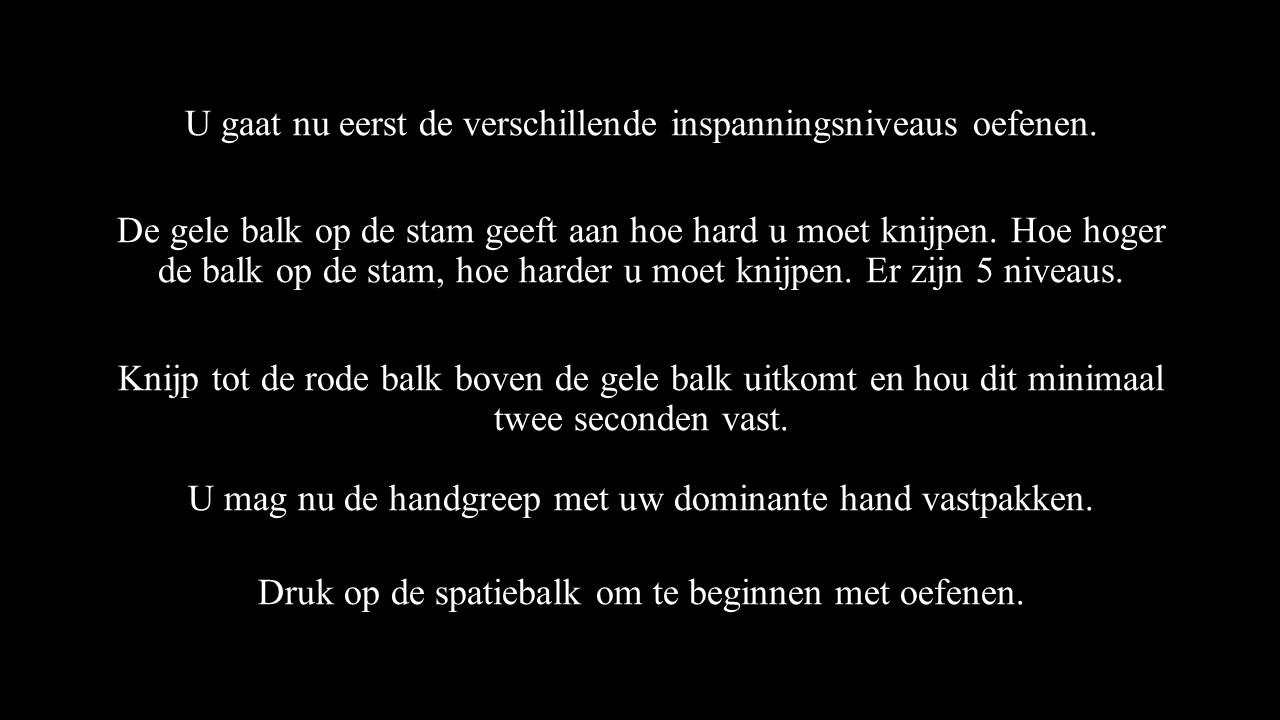 U gaat nu eerst de verschillende inspanningsniveaus oefenen.
De gele balk op de stam geeft aan hoe hard u moet knijpen. Hoe hoger
de balk op de stam, hoe harder u moet knijpen. Er zijn 5 niveaus.
Knijp tot de rode balk boven de gele balk uitkomt en hou dit minimaal
twee seconden vast.
U mag nu de handgreep met uw dominante hand vastpakken.
Druk op de spatiebalk om te beginnen met oefenen.